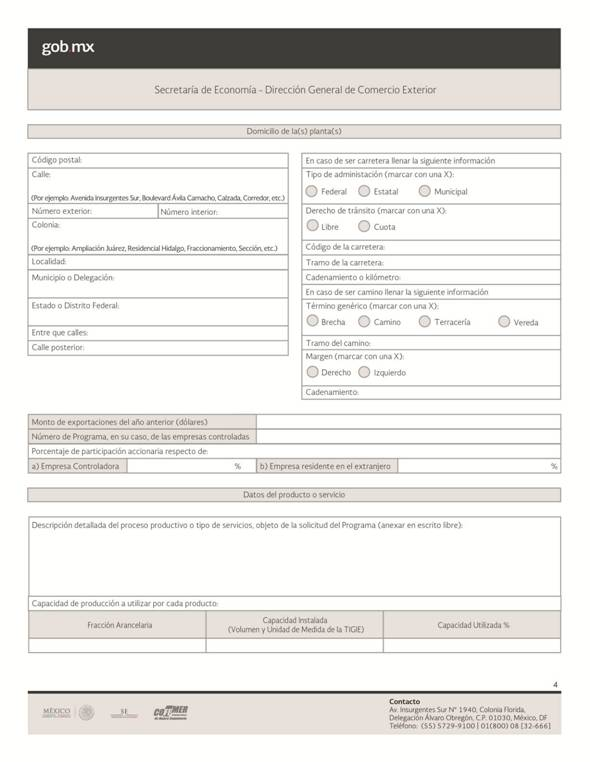 gob.mx
Secretaría de Economía - Dirección General de Comercio Exterior
Domicilio de la(s) planta(s)
Código postal:
Calle:
(Por ejemplo: Avenida Insurgentes Sur, Boulevard Ávila Camacho, Calzada, Corredor, etc.)
Número exterior:
Número interior:
Colonia:
(Por ejemplo: Ampliación Juárez, Residencial Hidalgo, Fraccionamiento, Sección, etc.)
Localidad:
Municipio o Delegación:
Estado o Distrito Federal:
Entre que calles:
Calle posterior:
En caso de ser carretera llenar la siguiente información
Tipo de administación (marcar con una X):
Federal Estatal Municipal
Derecho de tránsito (marcar con una X):
Libre Cuota
Código de la carretera:
Tramo de la carretera:
Cadenamiento o kilómetro:
En caso de ser camino llenar la siguiente información
Término genérico (marcar con una X):
Brecha Camino Terracería Vereda
Tramo del camino:
Margen (marcar con una X):
Derecho Izquierdo
Cadenamiento:
Monto de exportaciones del año anterior (dólares)
Número de Programa, en su caso, de las empresas controladas
Porcentaje de participación accionaria respecto de:
a) Empresa Controladora % b) Empresa residente en el extranjero %
Datos del producto o servicio
Descripción detallada del proceso productivo o tipo de servicios, objeto de la solicitud del Programa (anexar en escrito libre):
Capacidad de producción a utilizar por cada producto:
Fracción Arancelaria
Capacidad Instalada
(Volumen y Unidad de Medida de la TIGIE)
Capacidad Utilizada %
4
MÉXICO
SE
Contacto
Av. Insurgentes Sur N° 1940, Colonia Florida,
Delegación Álvaro Obregón, C.P. 01030, México, DF
Teléfono: (55) 5729-9100 | 01(800) 08 [32-666]